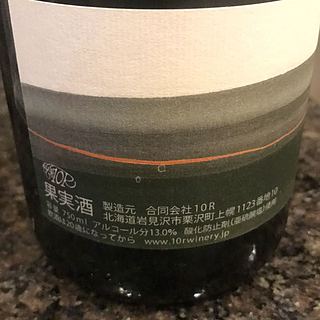 10R
果実酒
製造元 合同会社10R
北海道岩見沢市栗沢町上幌1123番地10
容量 750ml アルコール分13.0% 酸化防止剤(亜硫酸塩)使用
飲酒は20歳になってから www.10rwinery.jp